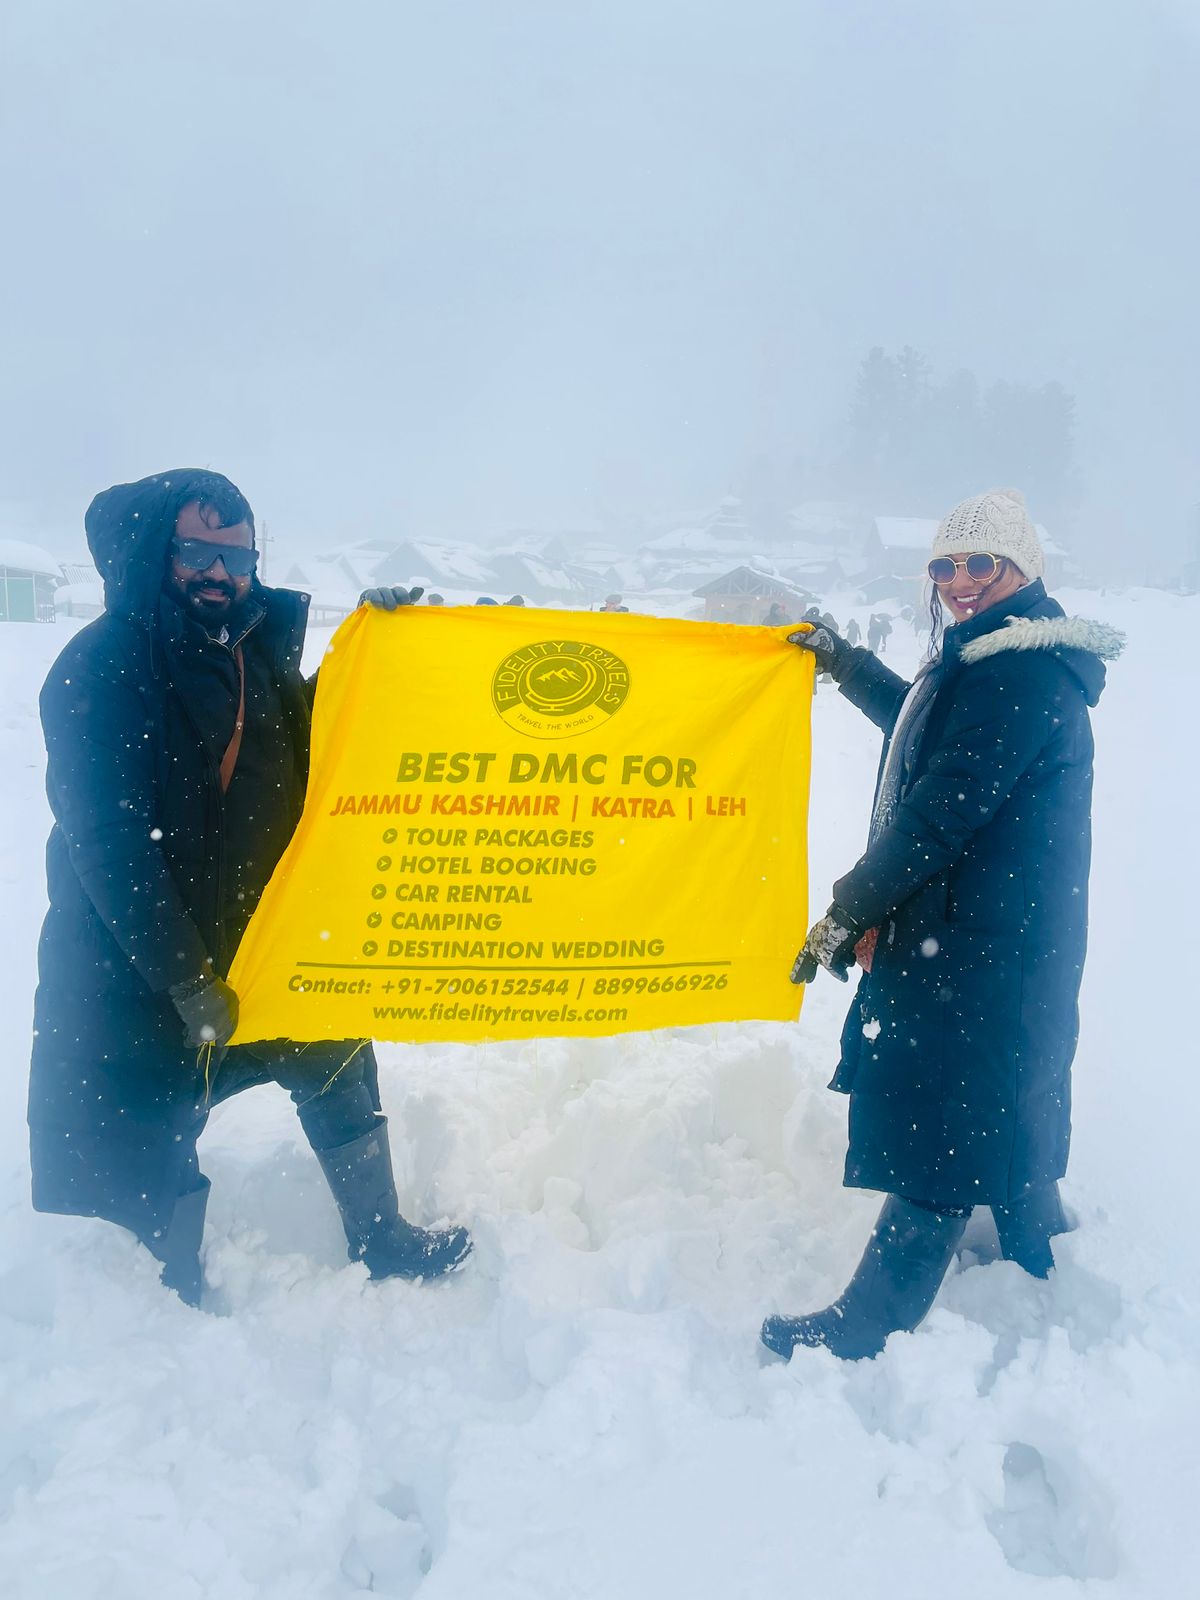 FIDELITY TRAVELS
TRAVEL THE WORLD
BEST DMC FOR
JAMMU KASHMIR | KATRA | LEH
TOUR PACKAGES
HOTEL BOOKING
CAR RENTAL
CAMPING
DESTINATION WEDDING
Contact: +91-7006152544 / 8899666926
www.fidelitytravels.com